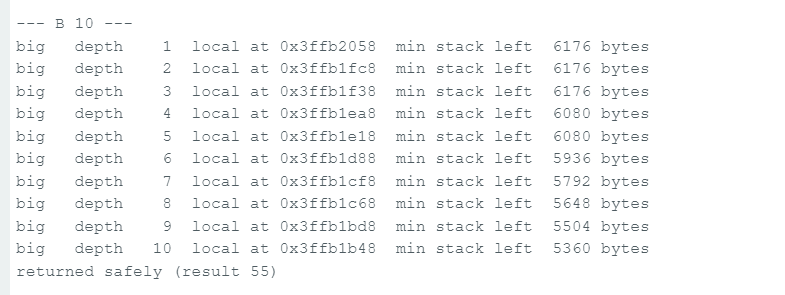 --- B 10 ---
big   depth    1  local at 0x3ffb2058  min stack left  6176 bytes
big   depth    2  local at 0x3ffb1fc8  min stack left  6176 bytes
big   depth    3  local at 0x3ffb1f38  min stack left  6176 bytes
big   depth    4  local at 0x3ffb1ea8  min stack left  6080 bytes
big   depth    5  local at 0x3ffb1e18  min stack left  6080 bytes
big   depth    6  local at 0x3ffb1d88  min stack left  5936 bytes
big   depth    7  local at 0x3ffb1cf8  min stack left  5792 bytes
big   depth    8  local at 0x3ffb1c68  min stack left  5648 bytes
big   depth    9  local at 0x3ffb1bd8  min stack left  5504 bytes
big   depth   10  local at 0x3ffb1b48  min stack left  5360 bytes
returned safely (result 55)